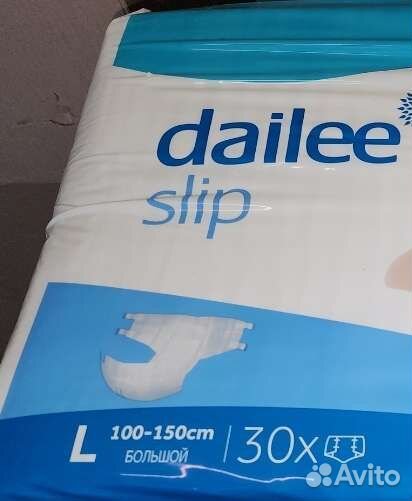 dailee
slip
L 100-150cm
БОЛЬШОЙ
30x
Avito